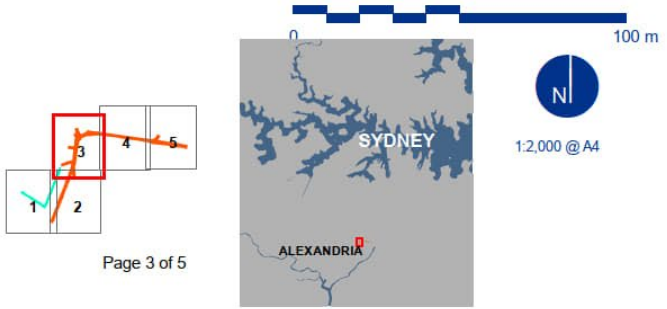 0 100 m
SYDNEY
N
1:2,000 @ A4
3 4 5
1 2
ALEXANDRIA
Page 3 of 5